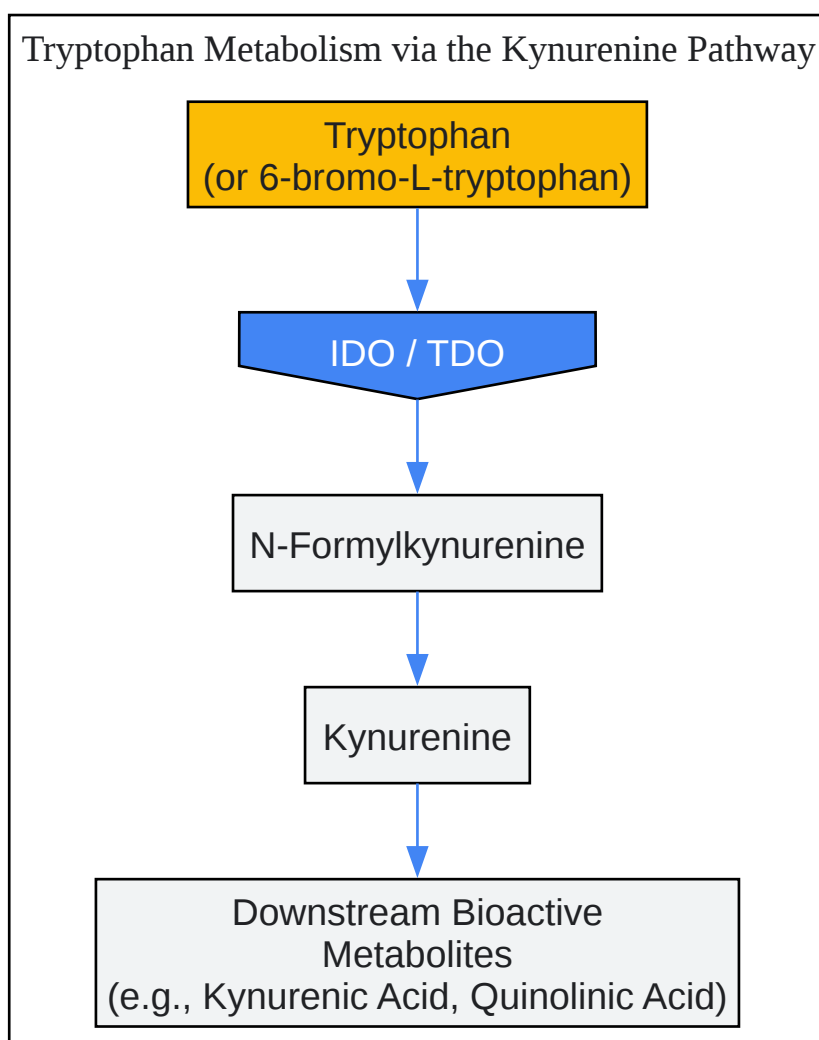 Tryptophan Metabolism via the Kynurenine Pathway
Tryptophan
(or 6-bromo-L-tryptophan)
IDO / TDO
N-Formylkynurenine
Kynurenine
Downstream Bioactive
Metabolites
(e.g., Kynurenic Acid, Quinolinic Acid)